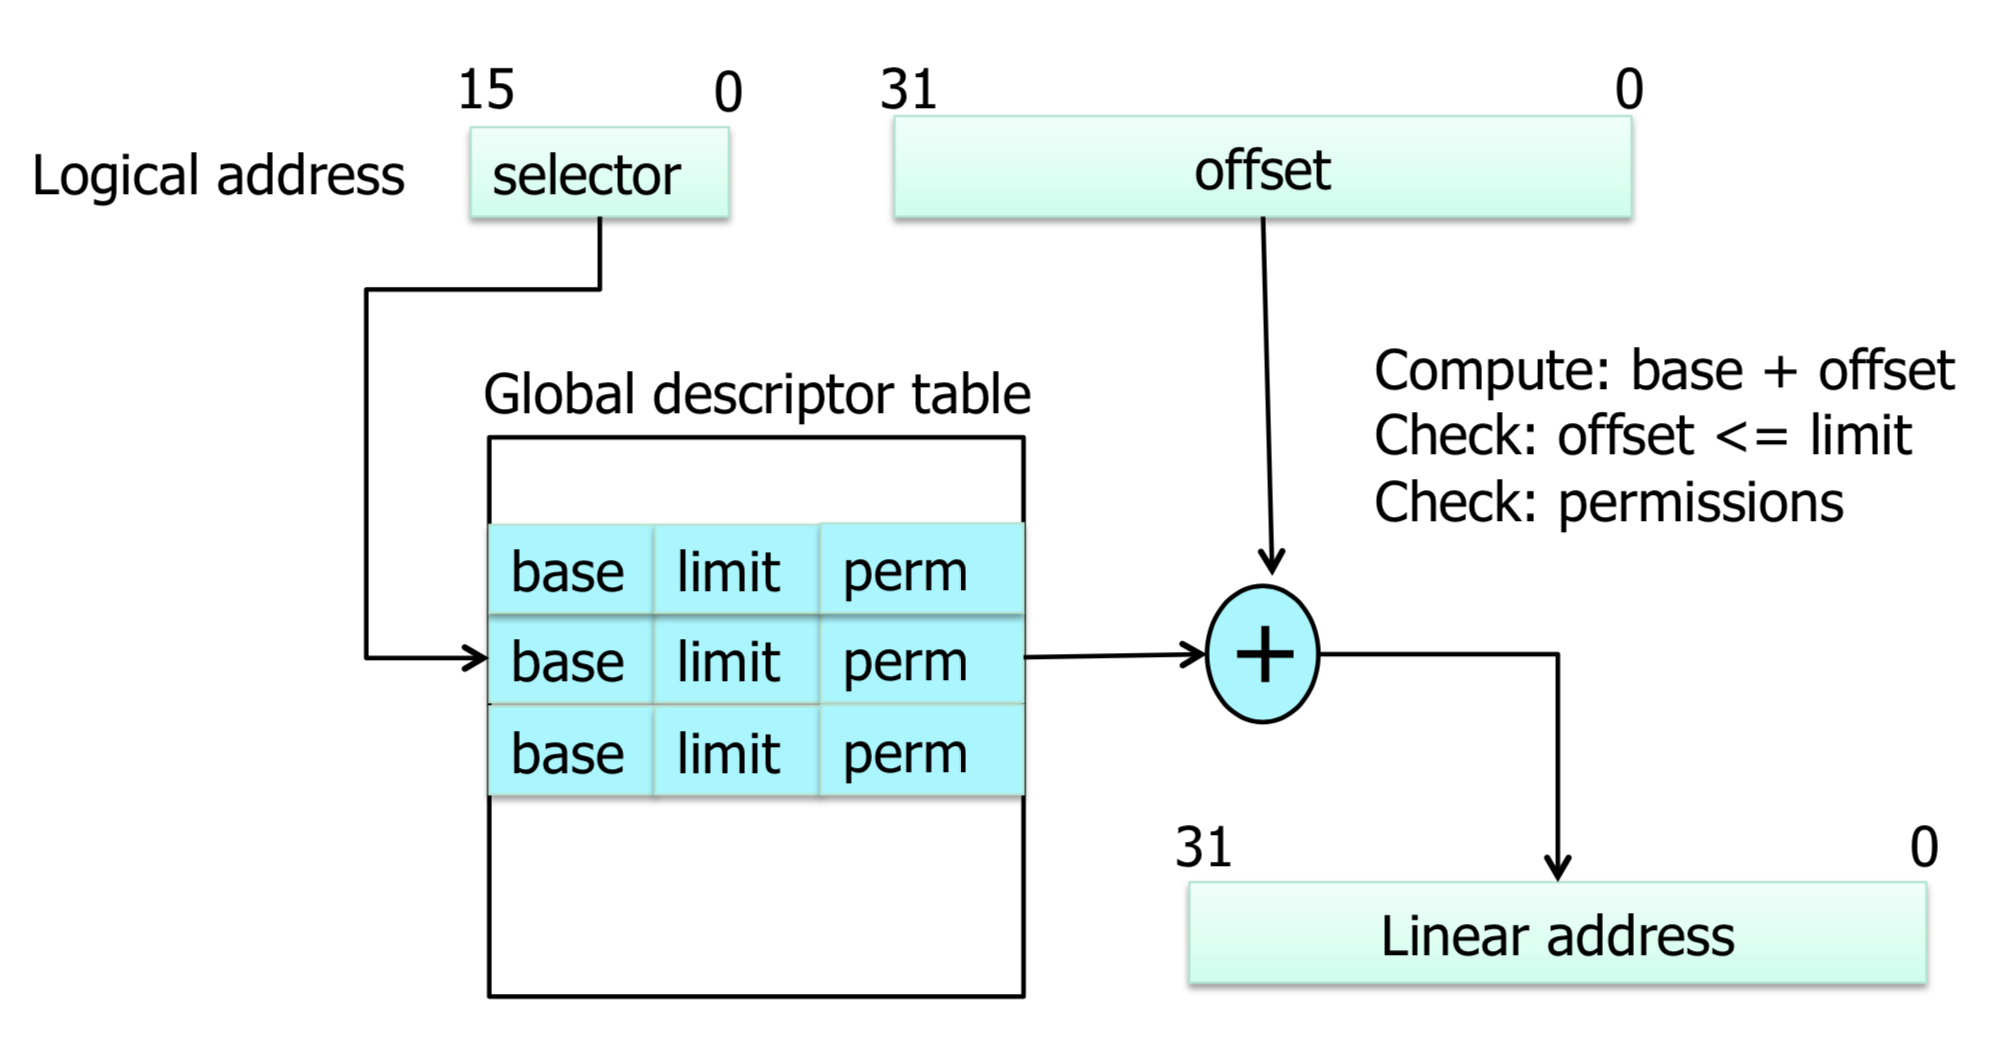 15 0 31 0
Logical address selector offset
Compute: base + offset
Global descriptor table
Check: offset <= limit
Check: permissions
base limit perm
base limit perm
+
base limit perm
31 0
Linear address